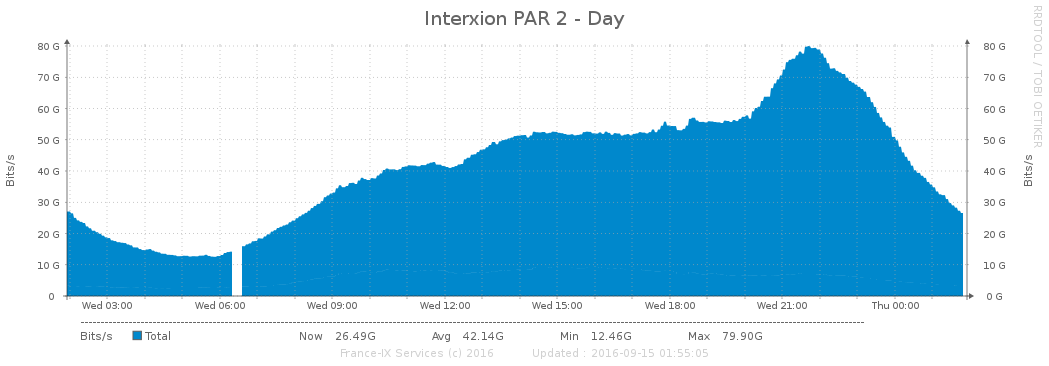 Interxion PAR 2 - Day
RRDTOOL / TOBI OETIKER
Bits/s
80 G 80 G
70 G 70 G
60 G 60 G
50 G 50 G
40 G 40 G
30 G 30 G
20 G 20 G
10 G 10 G
0 0 G
Bits/s
Wed 03:00 Wed 06:00 Wed 09:00 Wed 12:00 Wed 15:00 Wed 18:00 Wed 21:00 Thu 00:00
Bits/s Total Now 26.49G Avg 42.14G Min 12.46G Max 79.90G
France-IX Services (c) 2016 Updated : 2016-09-15 01:55:05